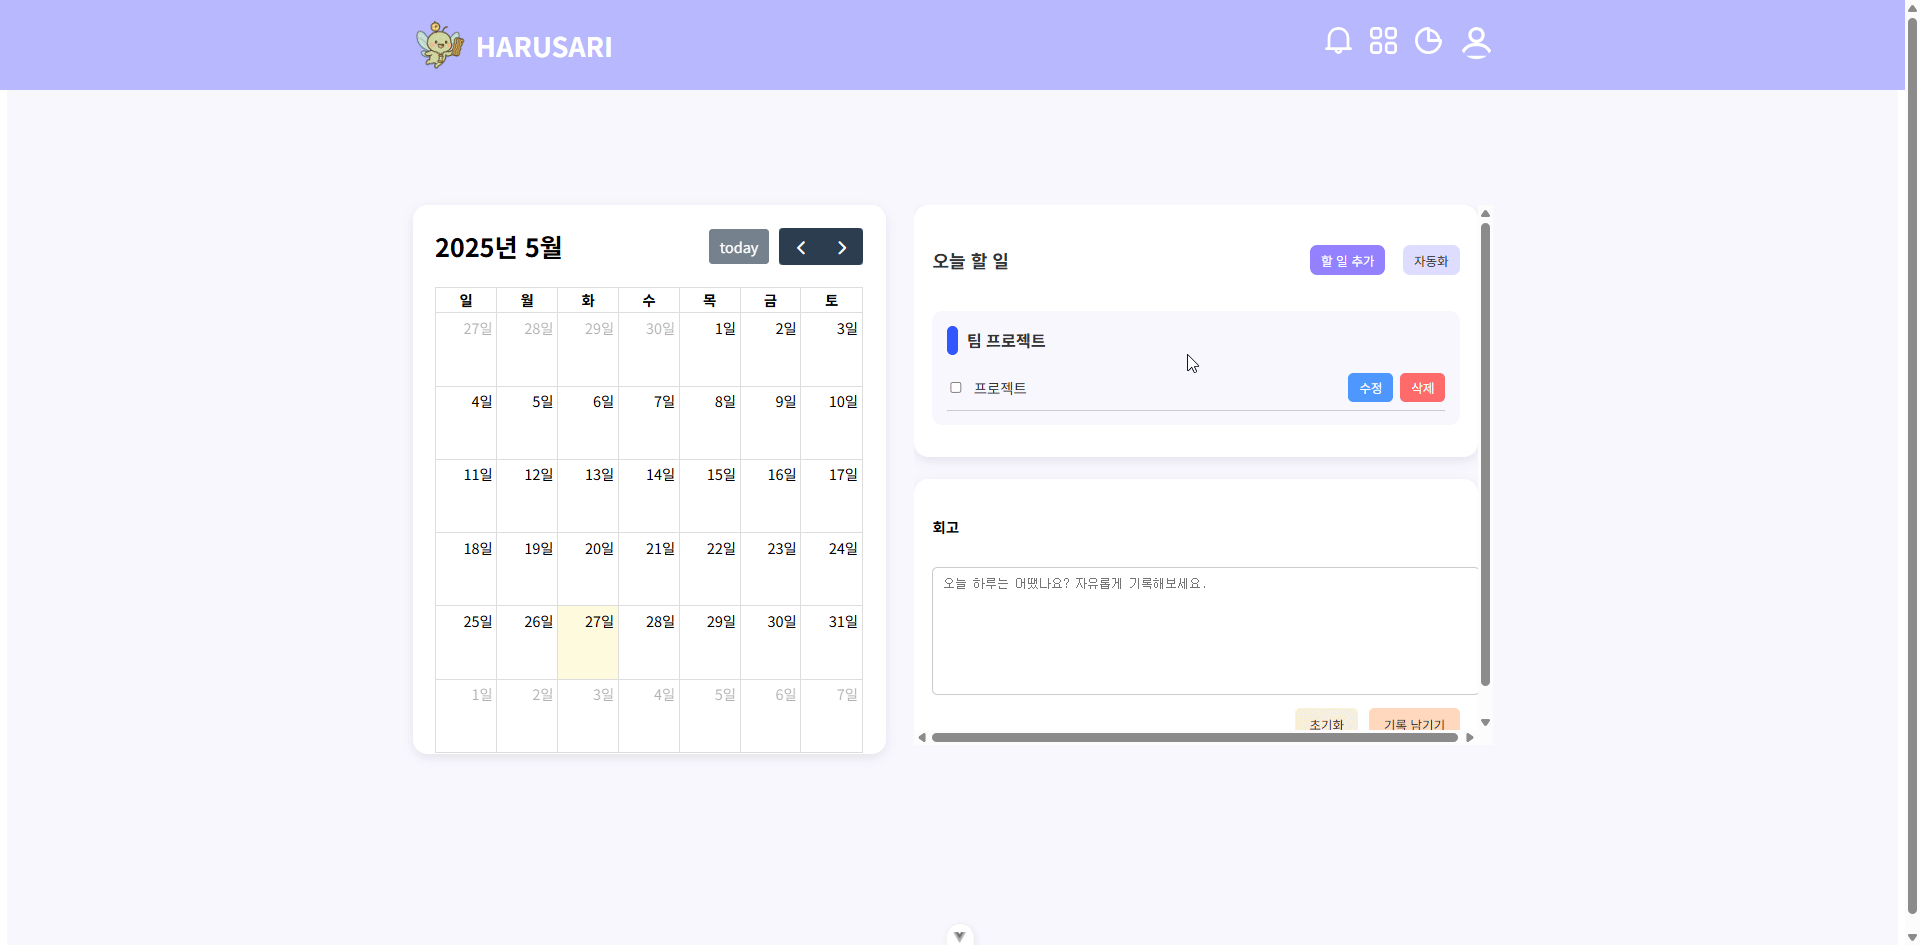 HARUSARI
2025년 5월
today
일 월 화 수 목 금 토
27일 28일 29일 30일 1일 2일 3일
4일 5일 6일 7일 8일 9일 10일
11일 12일 13일 14일 15일 16일 17일
18일 19일 20일 21일 22일 23일 24일
25일 26일 27일 28일 29일 30일 31일
1일 2일 3일 4일 5일 6일 7일
오늘 할 일 할 일 추가 자동화
팀 프로젝트
프로젝트 수정 삭제
회고
오늘 하루는 어땠나요? 자유롭게 기록해보세요.
초기화 기록 남기기